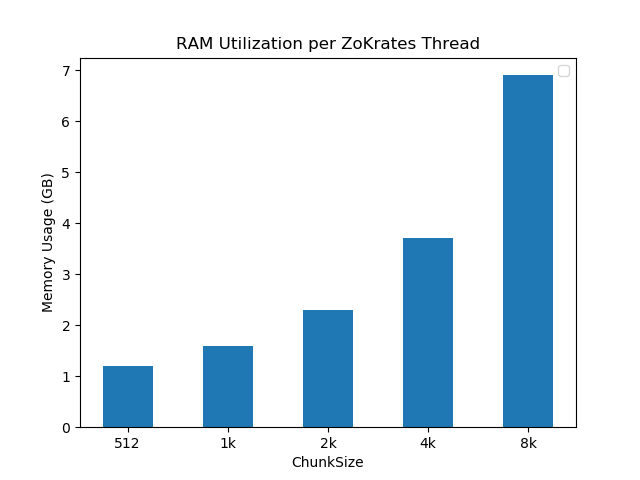 RAM Utilization per ZoKrates Thread
7
6
5
4
3
2
1
0
Memory Usage (GB)
512 1k 2k 4k 8k
ChunkSize